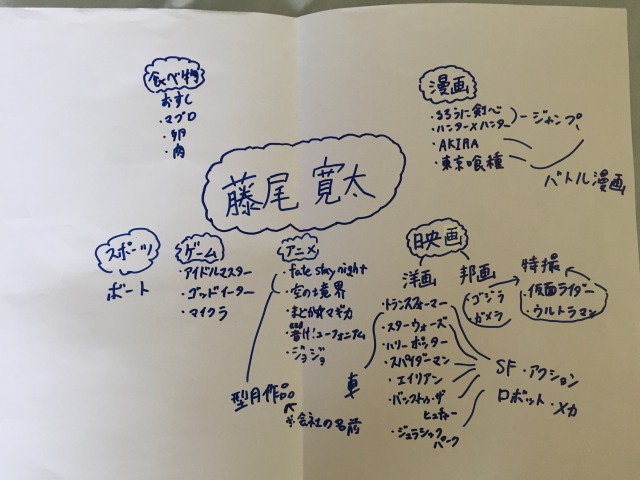 食べ物
おすし
・マグロ
・卵
・肉
漫画
・るろうに剣心
・ハンター×ハンター
ジャンプ
・AKIRA
・東京喰種
バトル漫画
藤尾 寛太
スポーツ
ボート
ゲーム
・アイドルマスター
・ゴッドイーター
・マイクラ
アニメ
・fate stay night
・空の境界
・まどか☆マギカ
・響け!ユーフォニアム
・ジョジョ
型月作品
※会社の名前
映画
洋画
・トランスフォーマー
・スターウォーズ
・ハリーポッター
・スパイダーマン
・エイリアン
・バックトゥ・ザ
ヒューチャー
・ジュラシック
パーク
車
邦画
・ゴジラ
・ガメラ
特撮
・仮面ライダー
・ウルトラマン
SF・アクション
ロボット・メカ